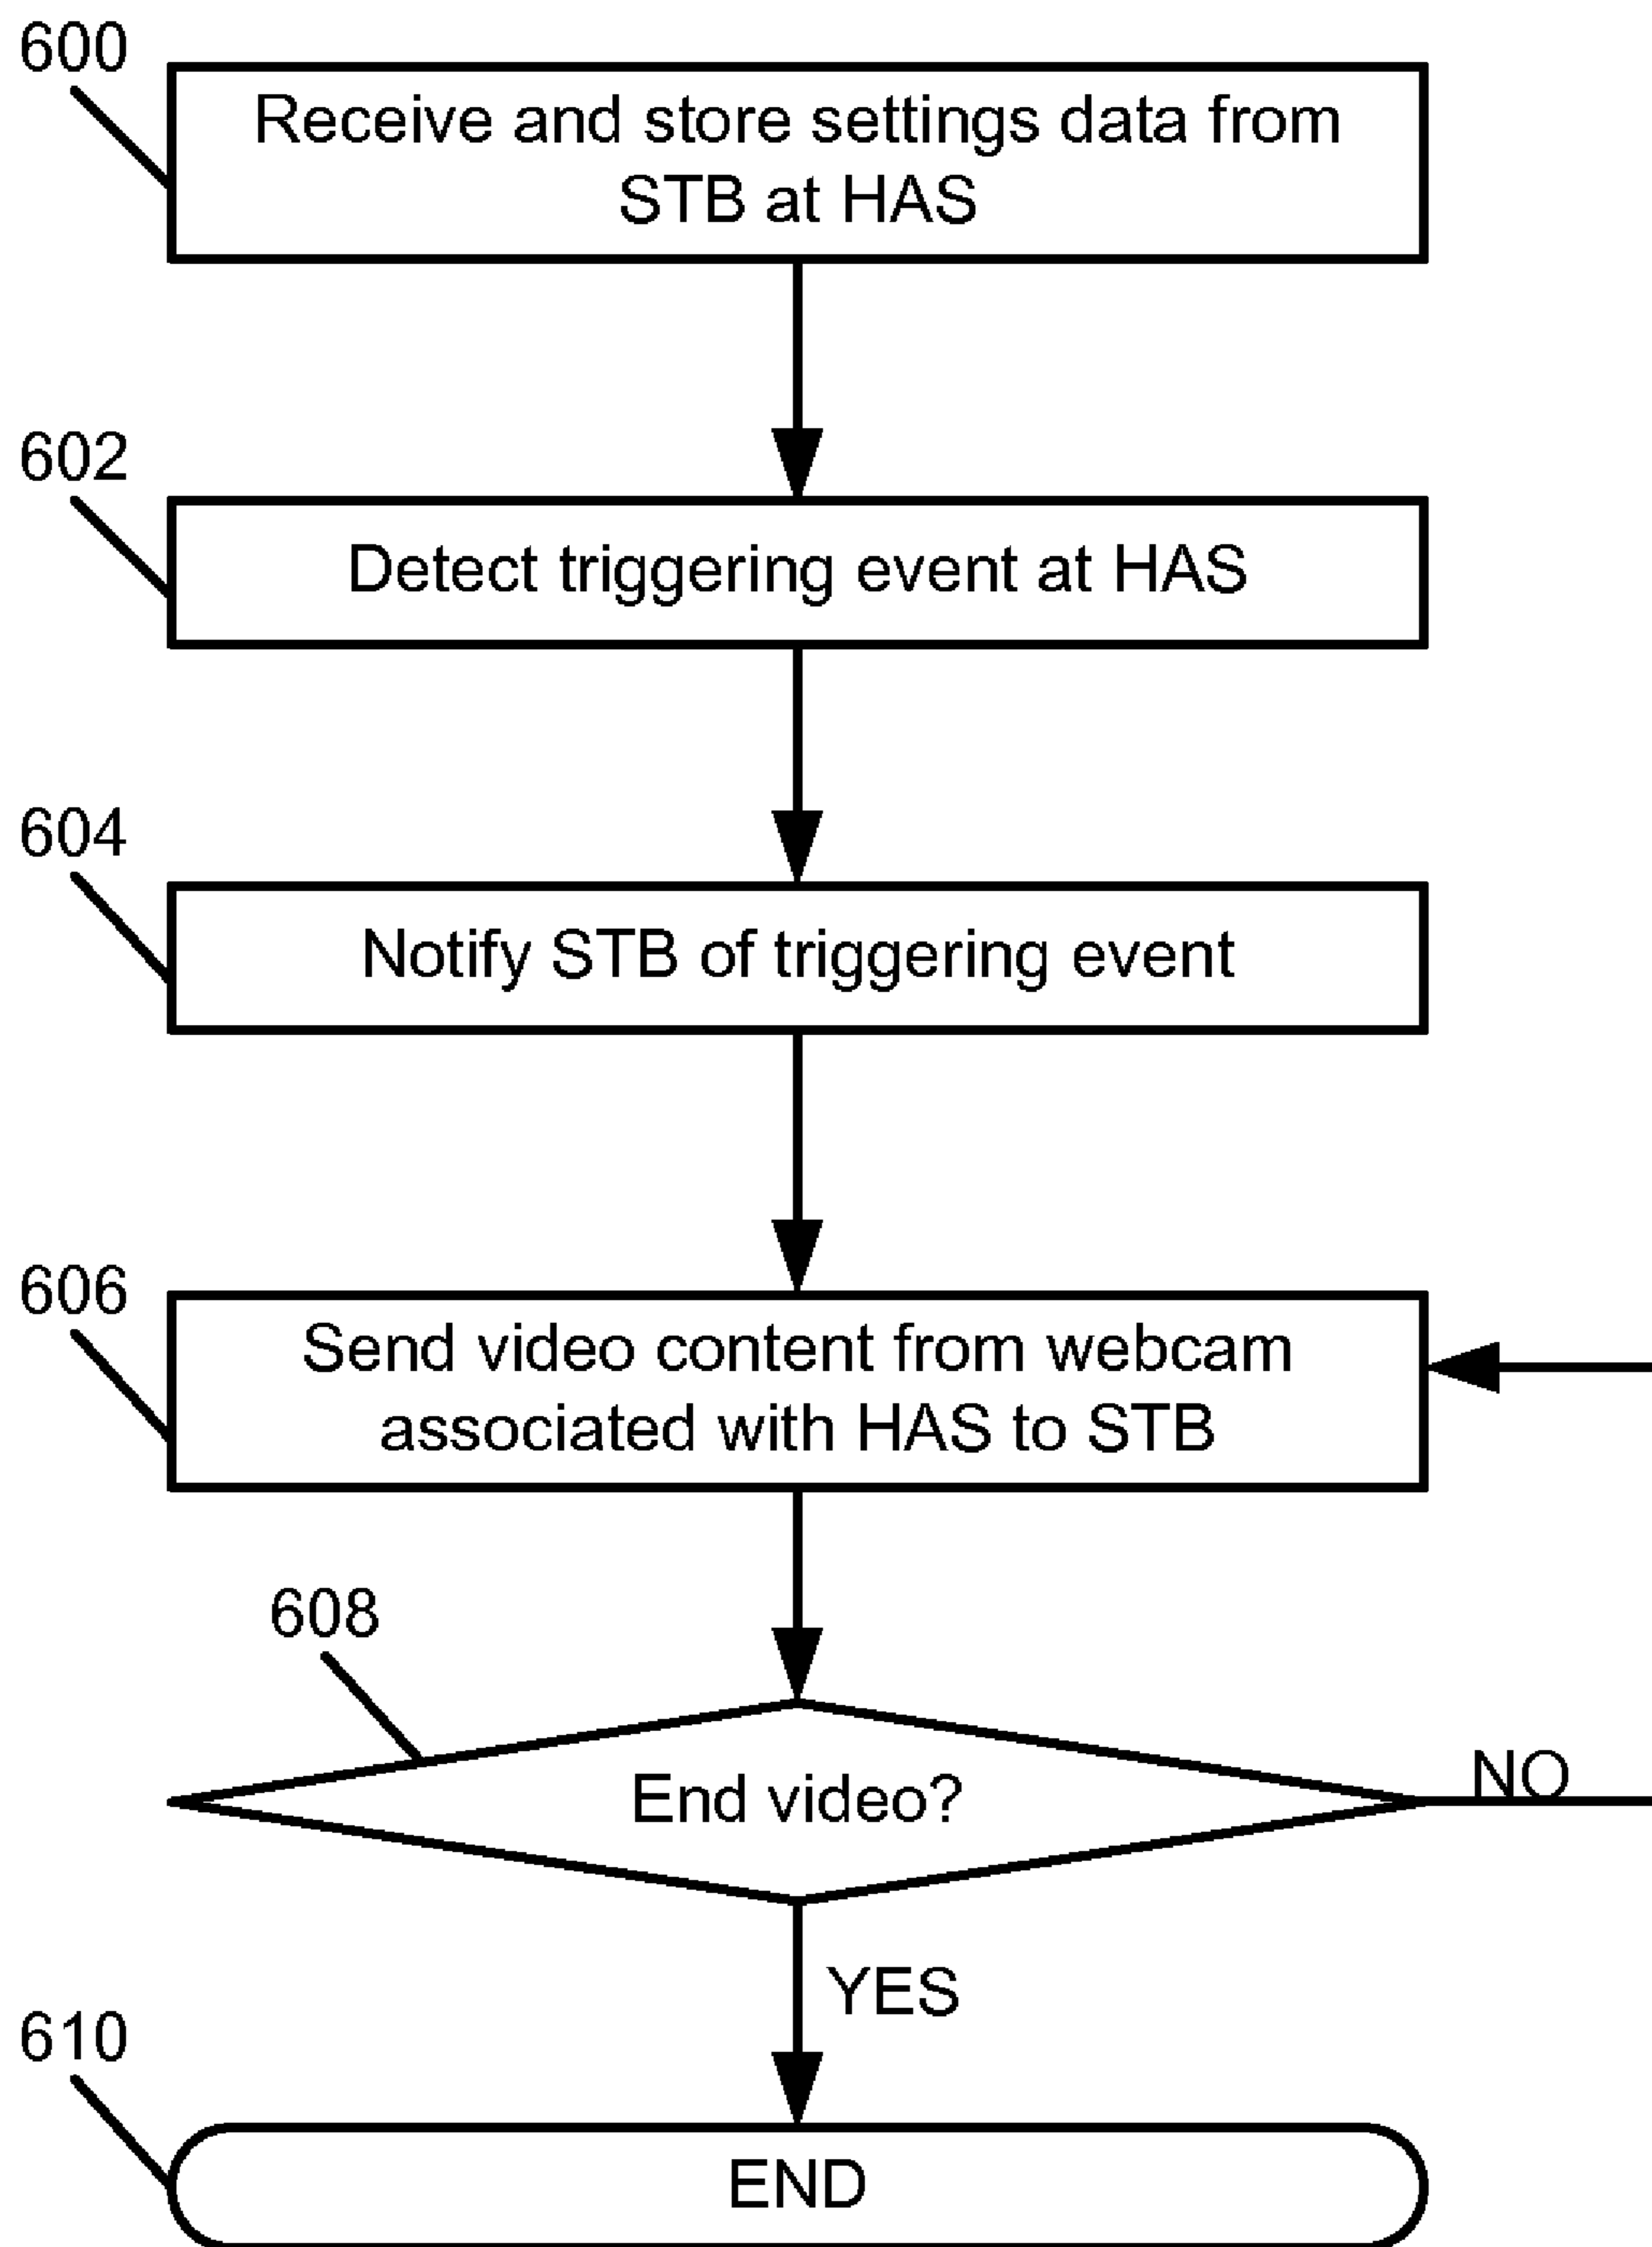 600
Receive and store settings data from
STB at HAS
602
Detect triggering event at HAS
604
Notify STB of triggering event
606
Send video content from webcam
associated with HAS to STB
608
End video?
NO
YES
610
END